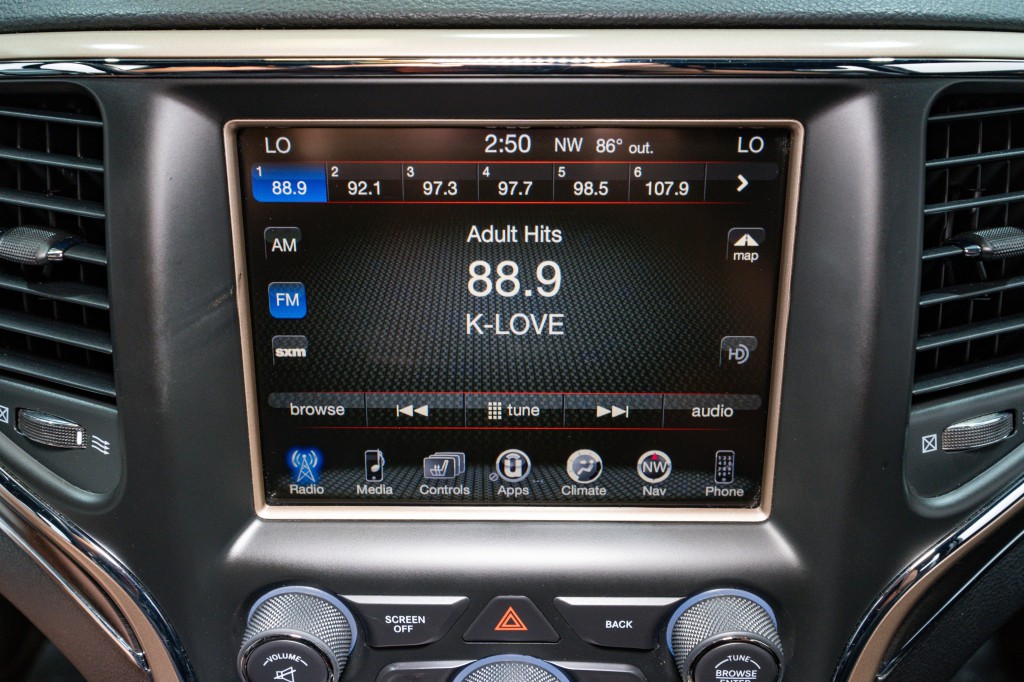 LO 2:50 NW 86° out. LO
1 2 3 4 5 6
88.9 92.1 97.3 97.7 98.5 107.9
Adult Hits
AM
map
88.9
FM
K-LOVE
sxm
HD
browse tune audio
NW
Radio Media Controls Apps Climate Nav Phone
SCREEN
OFF
BACK
VOLUME
TUNE
BROWSE
ENTER